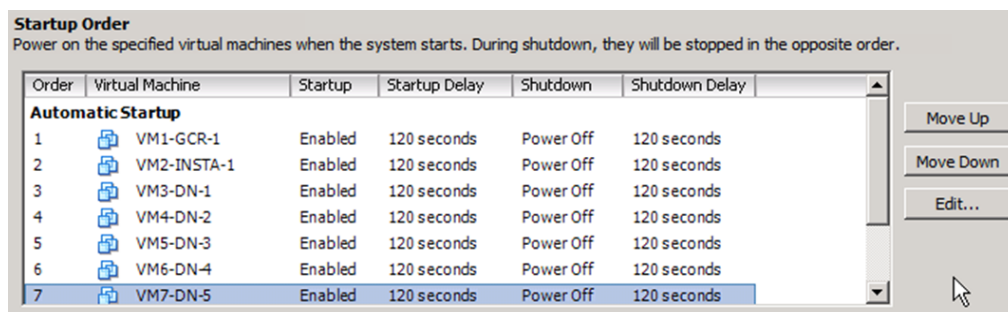 Startup Order
Power on the specified virtual machines when the system starts. During shutdown, they will be stopped in the opposite order.
Order Virtual Machine Startup Startup Delay Shutdown Shutdown Delay
Automatic Startup
1 VM1-GCR-1 Enabled 120 seconds Power Off 120 seconds
2 VM2-INSTA-1 Enabled 120 seconds Power Off 120 seconds
3 VM3-DN-1 Enabled 120 seconds Power Off 120 seconds
4 VM4-DN-2 Enabled 120 seconds Power Off 120 seconds
5 VM5-DN-3 Enabled 120 seconds Power Off 120 seconds
6 VM6-DN-4 Enabled 120 seconds Power Off 120 seconds
7 VM7-DN-5 Enabled 120 seconds Power Off 120 seconds
Move Up
Move Down
Edit...